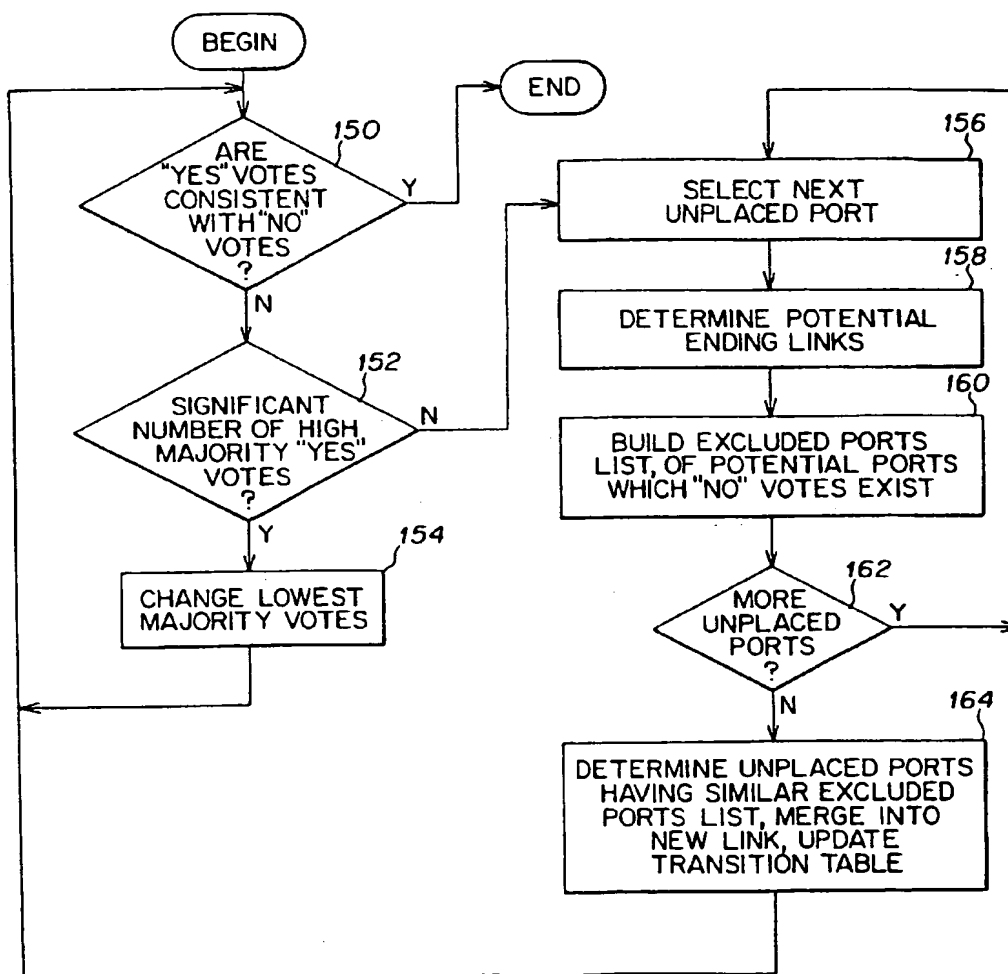 BEGIN
END
150
ARE
"YES" VOTES
CONSISTENT
WITH "NO"
VOTES
?
Y
N
152
SIGNIFICANT
NUMBER OF HIGH
MAJORITY "YES"
VOTES
?
N
Y
154
CHANGE LOWEST
MAJORITY VOTES
156
SELECT NEXT
UNPLACED PORT
158
DETERMINE POTENTIAL
ENDING LINKS
160
BUILD EXCLUDED PORTS
LIST, OF POTENTIAL PORTS
WHICH "NO" VOTES EXIST
162
MORE
UNPLACED
PORTS
?
Y
N
164
DETERMINE UNPLACED PORTS
HAVING SIMILAR EXCLUDED
PORTS LIST, MERGE INTO
NEW LINK, UPDATE
TRANSITION TABLE